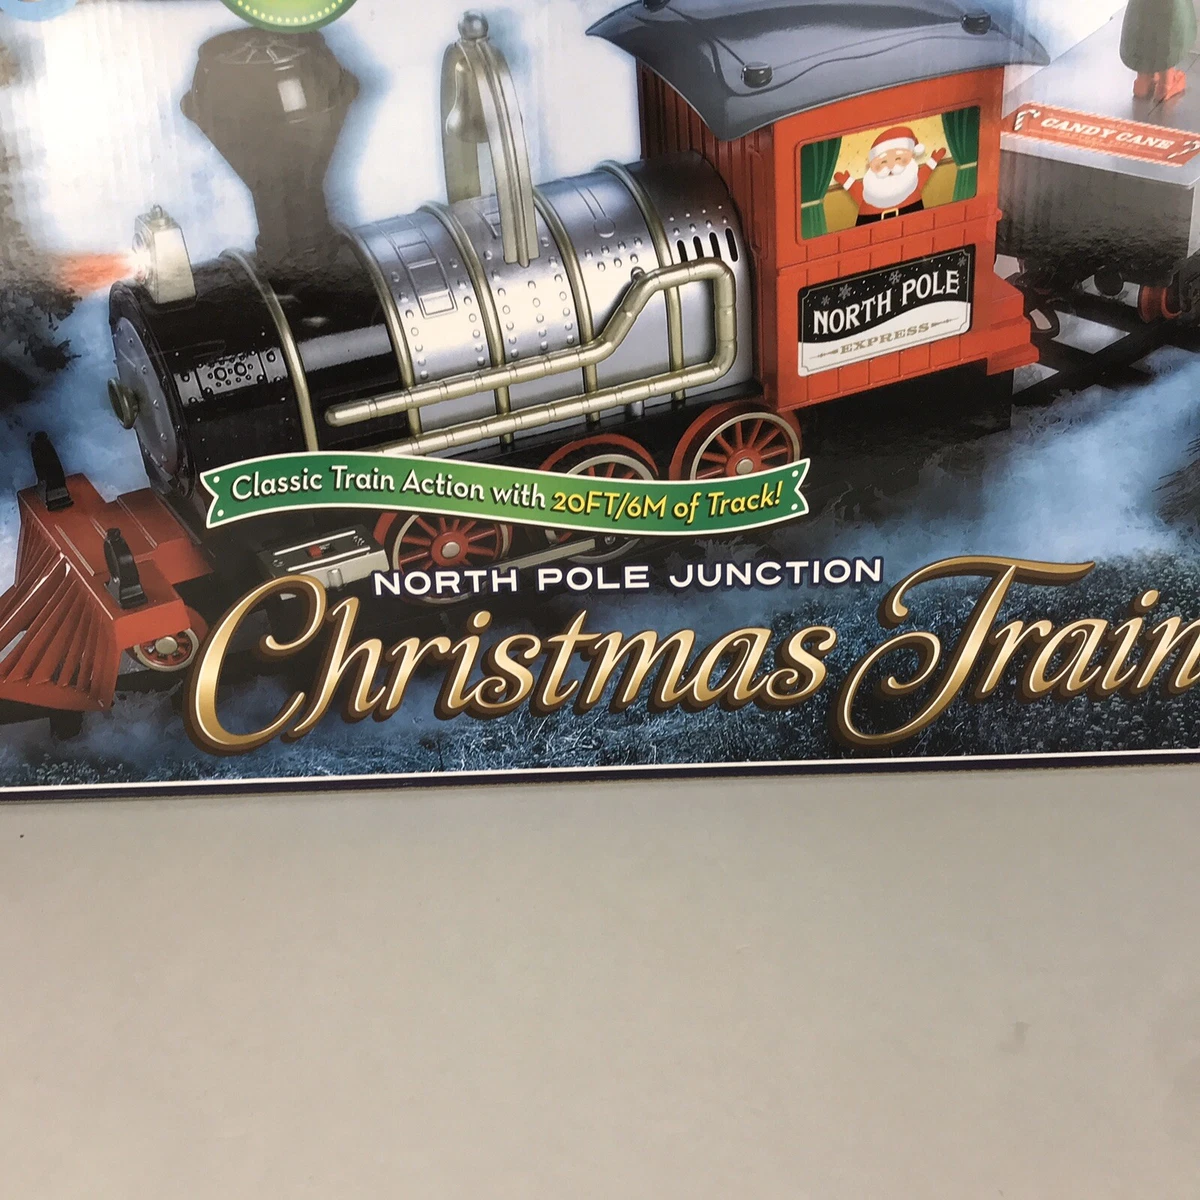 CANDY CANE
NORTH POLE
EXPRESS
Classic Train Action with 20FT/6M of Track!
NORTH POLE JUNCTION
Christmas Train